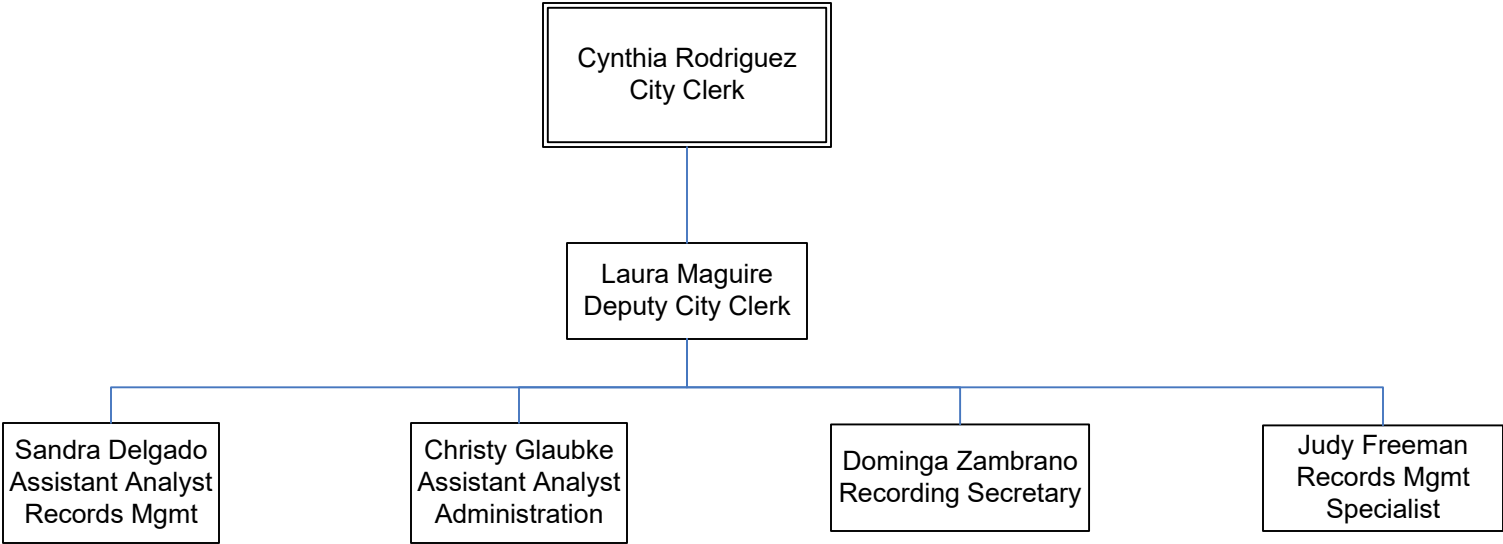 Cynthia Rodriguez
City Clerk
Laura Maguire
Deputy City Clerk
Sandra Delgado
Assistant Analyst
Records Mgmt
Christy Glaubke
Assistant Analyst
Administration
Dominga Zambrano
Recording Secretary
Judy Freeman
Records Mgmt
Specialist